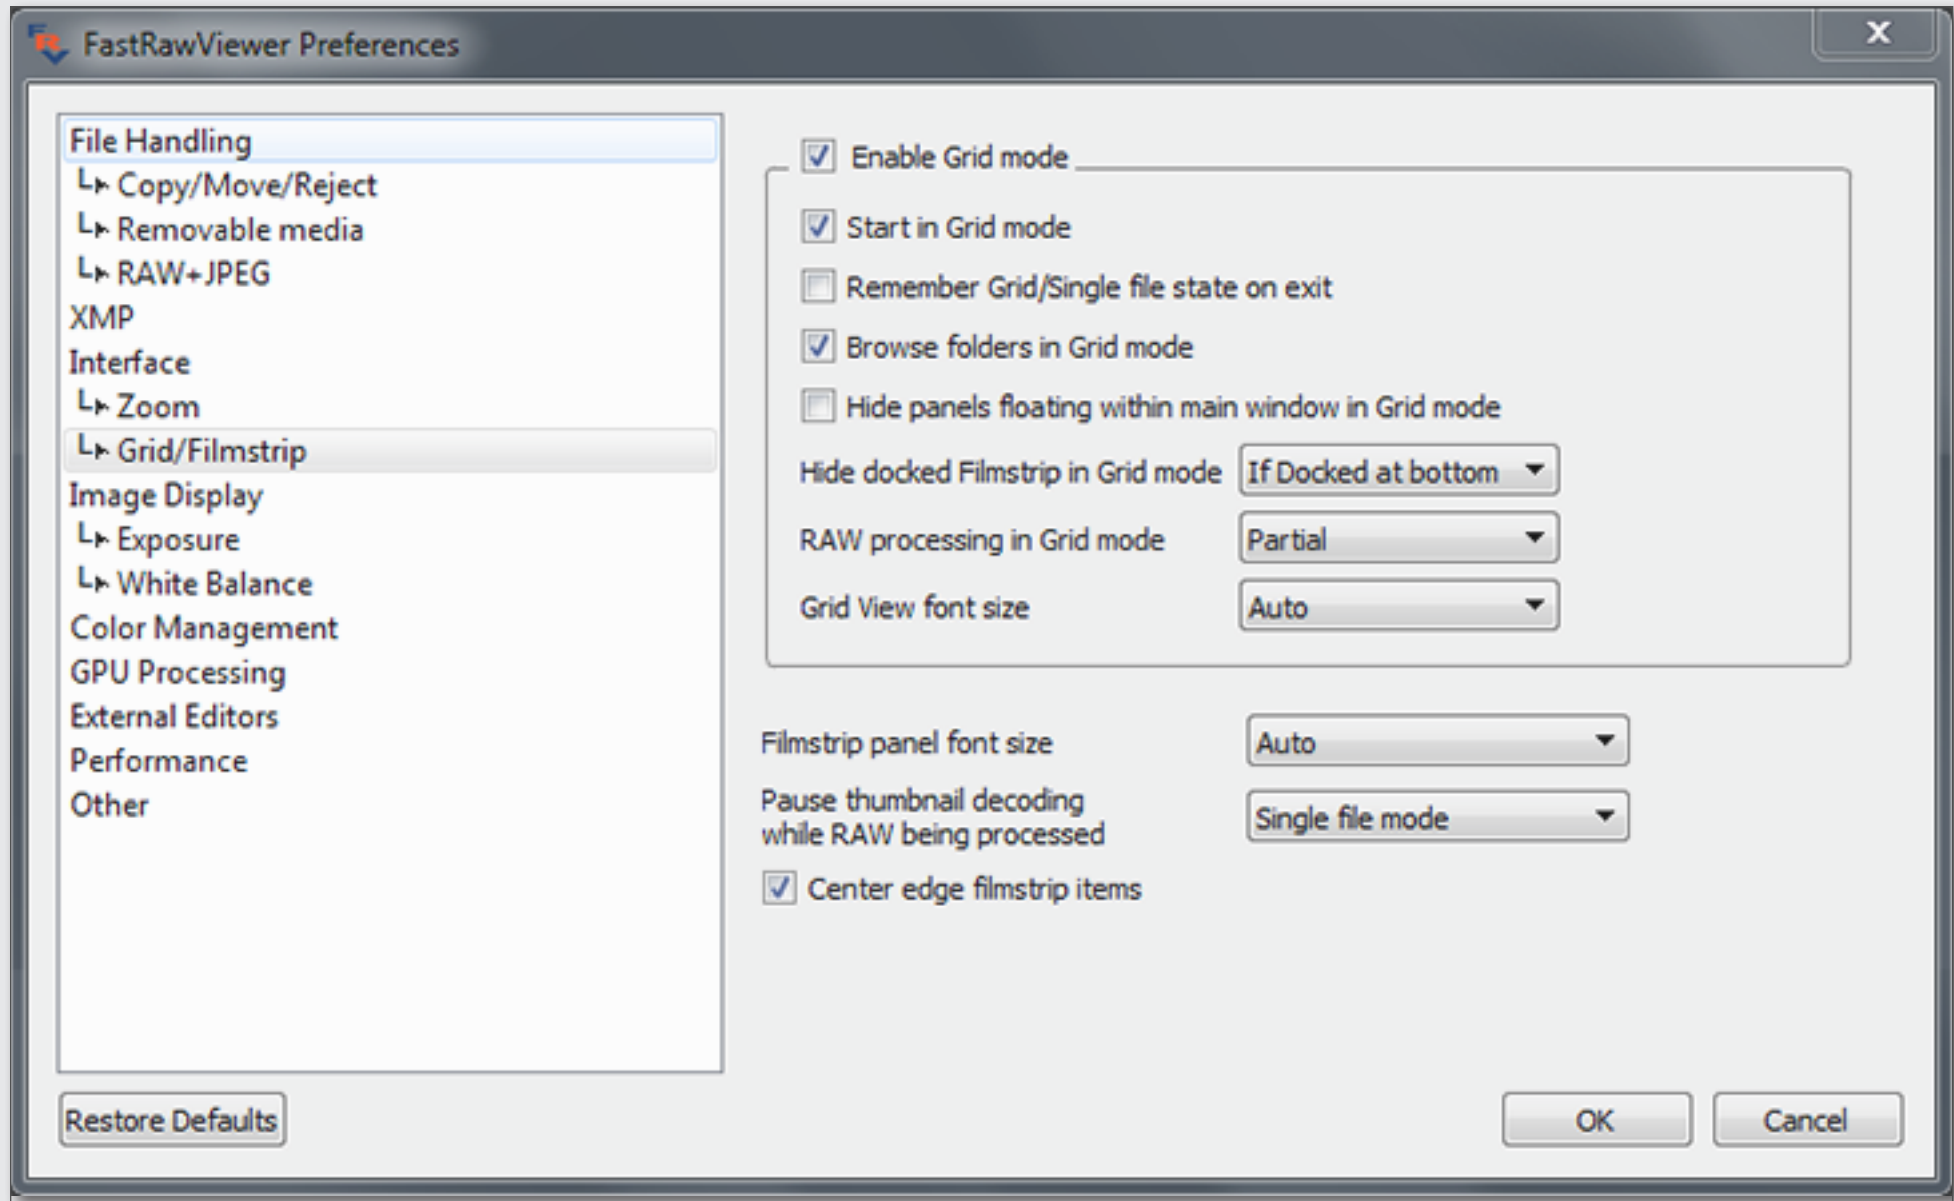 FastRawViewer Preferences
X
File Handling
Copy/Move/Reject
Removable media
RAW+JPEG
XMP
Interface
Zoom
Grid/Filmstrip
Image Display
Exposure
White Balance
Color Management
GPU Processing
External Editors
Performance
Other
Restore Defaults
Enable Grid mode
Start in Grid mode
Remember Grid/Single file state on exit
Browse folders in Grid mode
Hide panels floating within main window in Grid mode
Hide docked Filmstrip in Grid mode If Docked at bottom
RAW processing in Grid mode Partial
Grid View font size Auto
Filmstrip panel font size Auto
Pause thumbnail decoding
while RAW being processed Single file mode
Center edge filmstrip items
OK Cancel